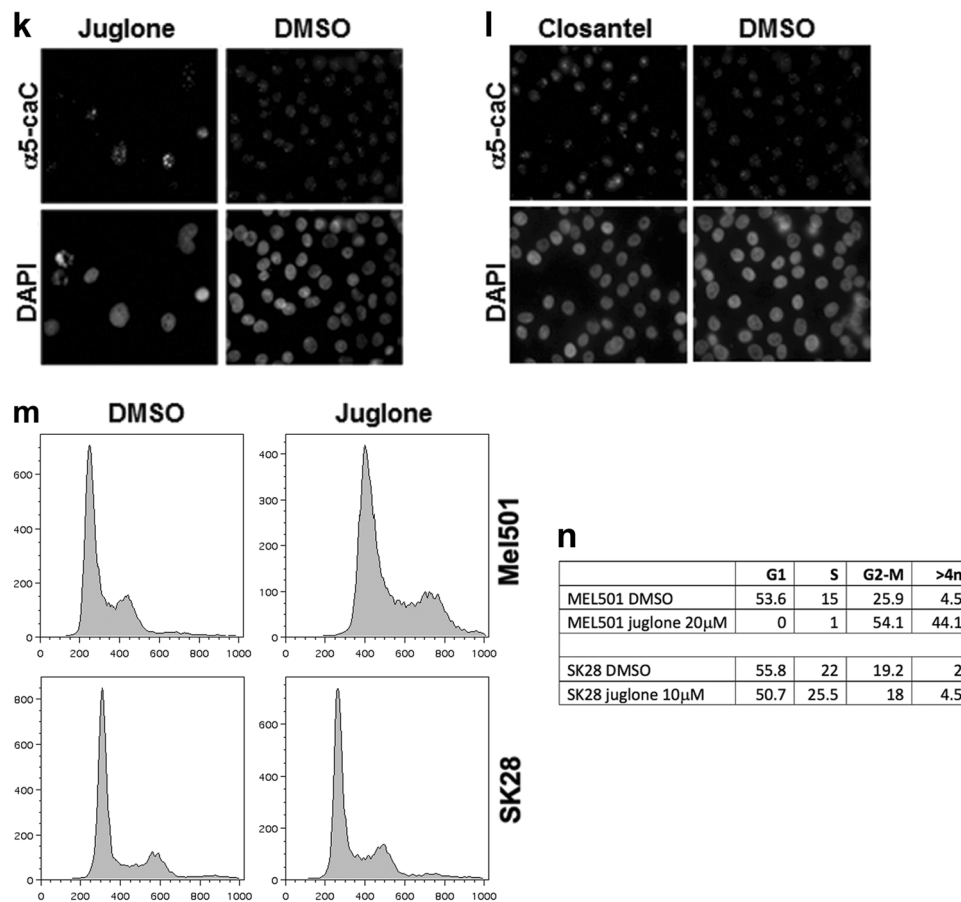 k
Juglone DMSO
α5-caC
DAPI
l
Closantel DMSO
α5-caC
DAPI
m
DMSO Juglone
600
400
200
0
0 200 400 600 800 1000
400
300
200
100
0
0 200 400 600 800 1000
Mel501
800
600
400
200
0
0 200 400 600 800 1000
600
400
200
0
0 200 400 600 800 1000
SK28
n
G1 S G2-M >4n
MEL501 DMSO 53.6 15 25.9 4.5
MEL501 juglone 20μM 0 1 54.1 44.1
SK28 DMSO 55.8 22 19.2 2
SK28 juglone 10μM 50.7 25.5 18 4.5